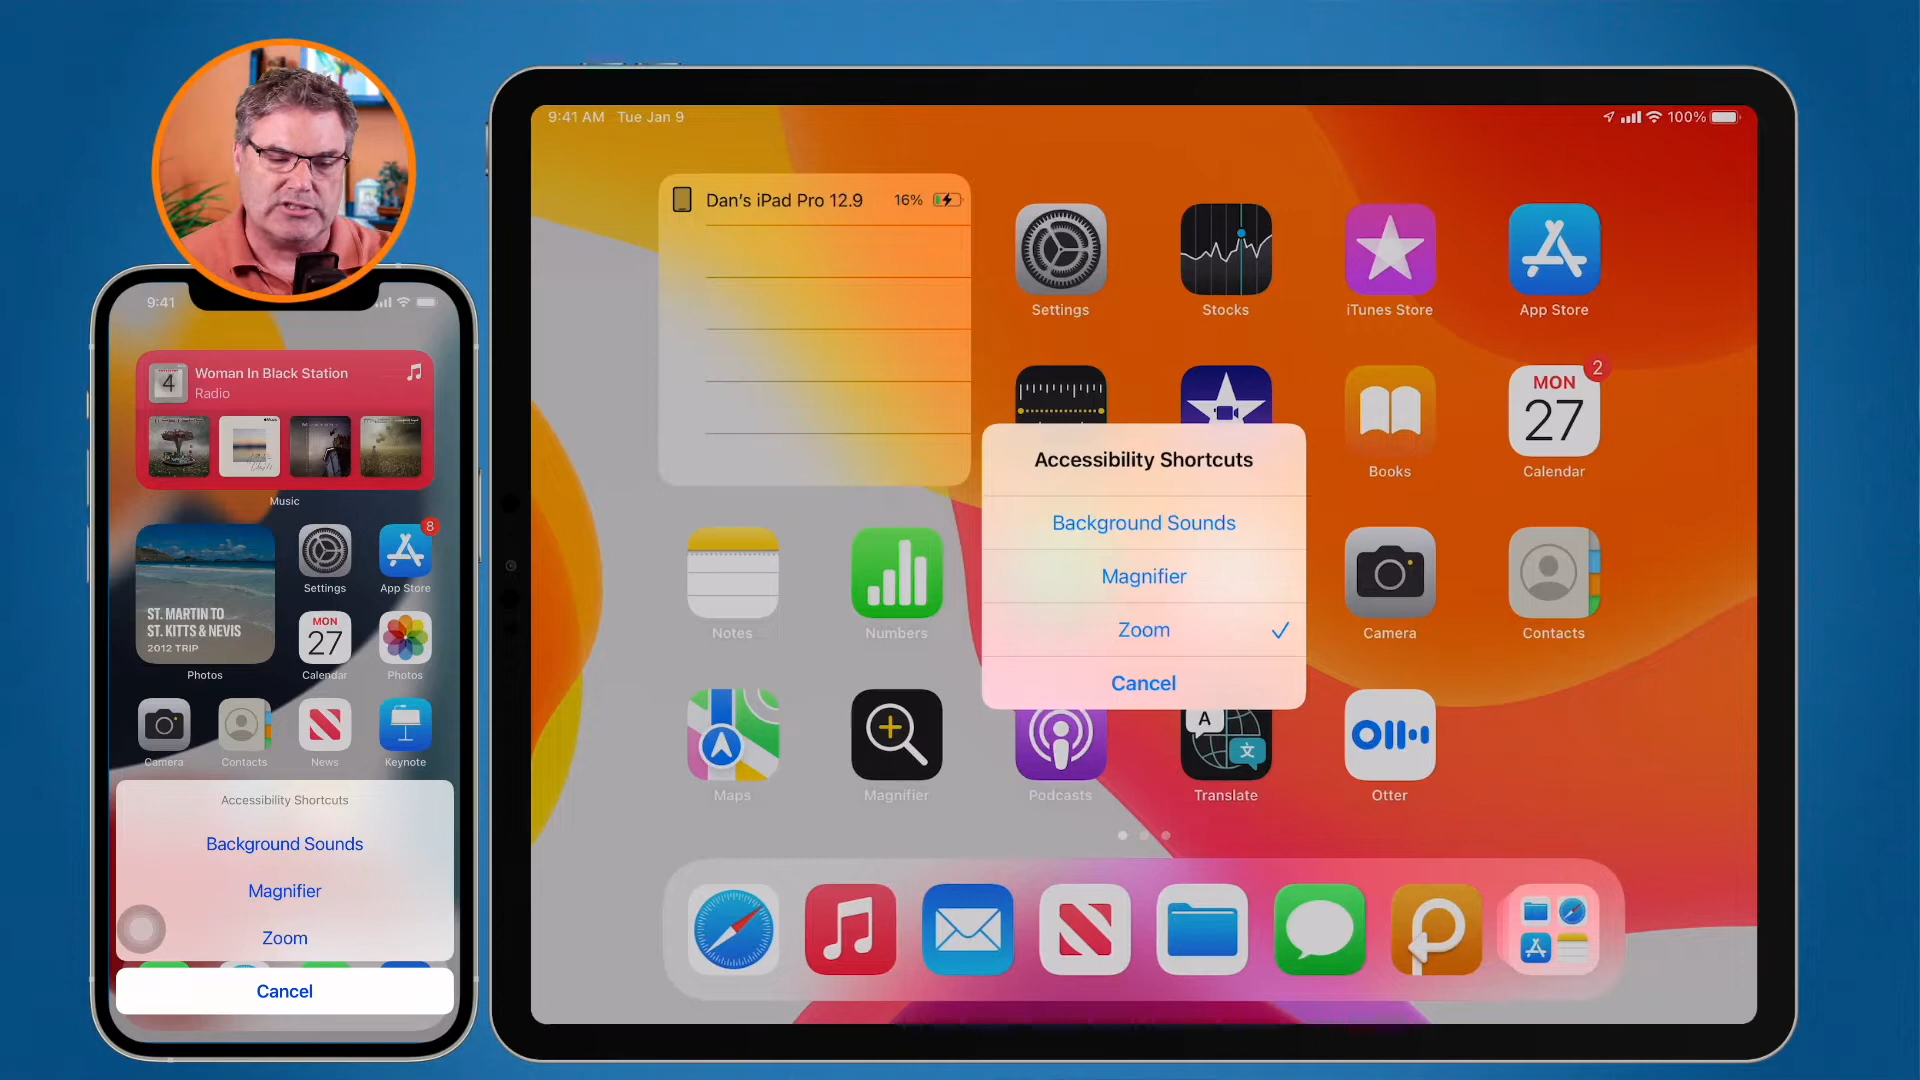 9:41
Woman In Black Station
Radio
4
Music
ST. MARTIN TO
ST. KITTS & NEVIS
2012 TRIP
Photos
Settings
8
App Store
MON
27
Calendar
Photos
Camera
Contacts
News
Keynote
Accessibility Shortcuts
Background Sounds
Magnifier
Zoom
Cancel
9:41 AM Tue Jan 9
100%
Dan's iPad Pro 12.9 16%
Settings
Stocks
iTunes Store
App Store
Books
2
MON
27
Calendar
Accessibility Shortcuts
Background Sounds
Magnifier
Zoom
Cancel
Notes
Numbers
Camera
Contacts
Maps
Magnifier
Podcasts
A
文
Translate
Otter